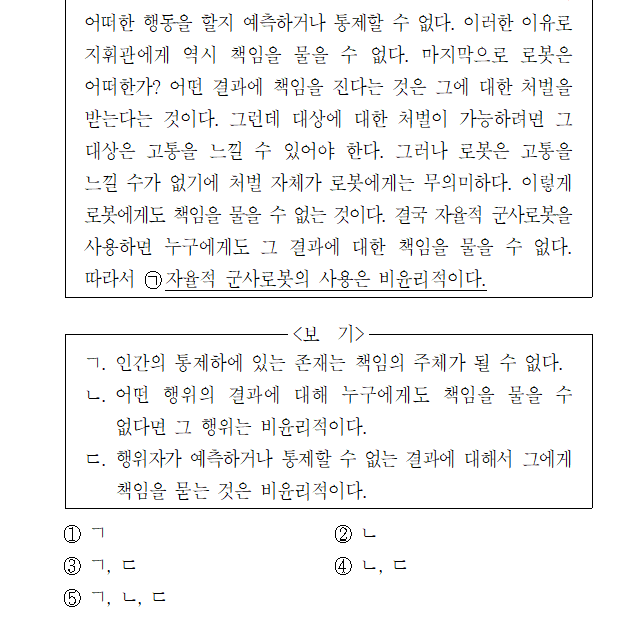 어떠한 행동을 할지 예측하거나 통제할 수 없다. 이러한 이유로
지휘관에게 역시 책임을 물을 수 없다. 마지막으로 로봇은
어떠한가? 어떤 결과에 책임을 진다는 것은 그에 대한 처벌을
받는다는 것이다. 그런데 대상에 대한 처벌이 가능하려면 그
대상은 고통을 느낄 수 있어야 한다. 그러나 로봇은 고통을
느낄 수가 없기에 처벌 자체가 로봇에게는 무의미하다. 이렇게
로봇에게도 책임을 물을 수 없는 것이다. 결국 자율적 군사로봇을
사용하면 누구에게도 그 결과에 대한 책임을 물을 수 없다.
따라서 ㉠자율적 군사로봇의 사용은 비윤리적이다.
<보 기>
ㄱ. 인간의 통제하에 있는 존재는 책임의 주체가 될 수 없다.
ㄴ. 어떤 행위의 결과에 대해 누구에게도 책임을 물을 수
없다면 그 행위는 비윤리적이다.
ㄷ. 행위자가 예측하거나 통제할 수 없는 결과에 대해서 그에게
책임을 묻는 것은 비윤리적이다.
① ㄱ ② ㄴ
③ ㄱ, ㄷ ④ ㄴ, ㄷ
⑤ ㄱ, ㄴ, ㄷ